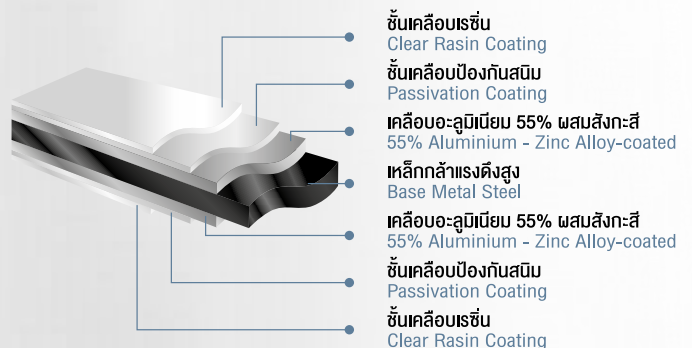 ชั้นเคลือบเรซิ่น
Clear Rasin Coating
ชั้นเคลือบป้องกันสนิม
Passivation Coating
เคลือบอะลูมิเนียม 55% ผสมสังกะสี
55% Aluminium - Zinc Alloy-coated
เหล็กกล้าแรงดึงสูง
Base Metal Steel
เคลือบอะลูมิเนียม 55% ผสมสังกะสี
55% Aluminium - Zinc Alloy-coated
ชั้นเคลือบป้องกันสนิม
Passivation Coating
ชั้นเคลือบเรซิ่น
Clear Rasin Coating